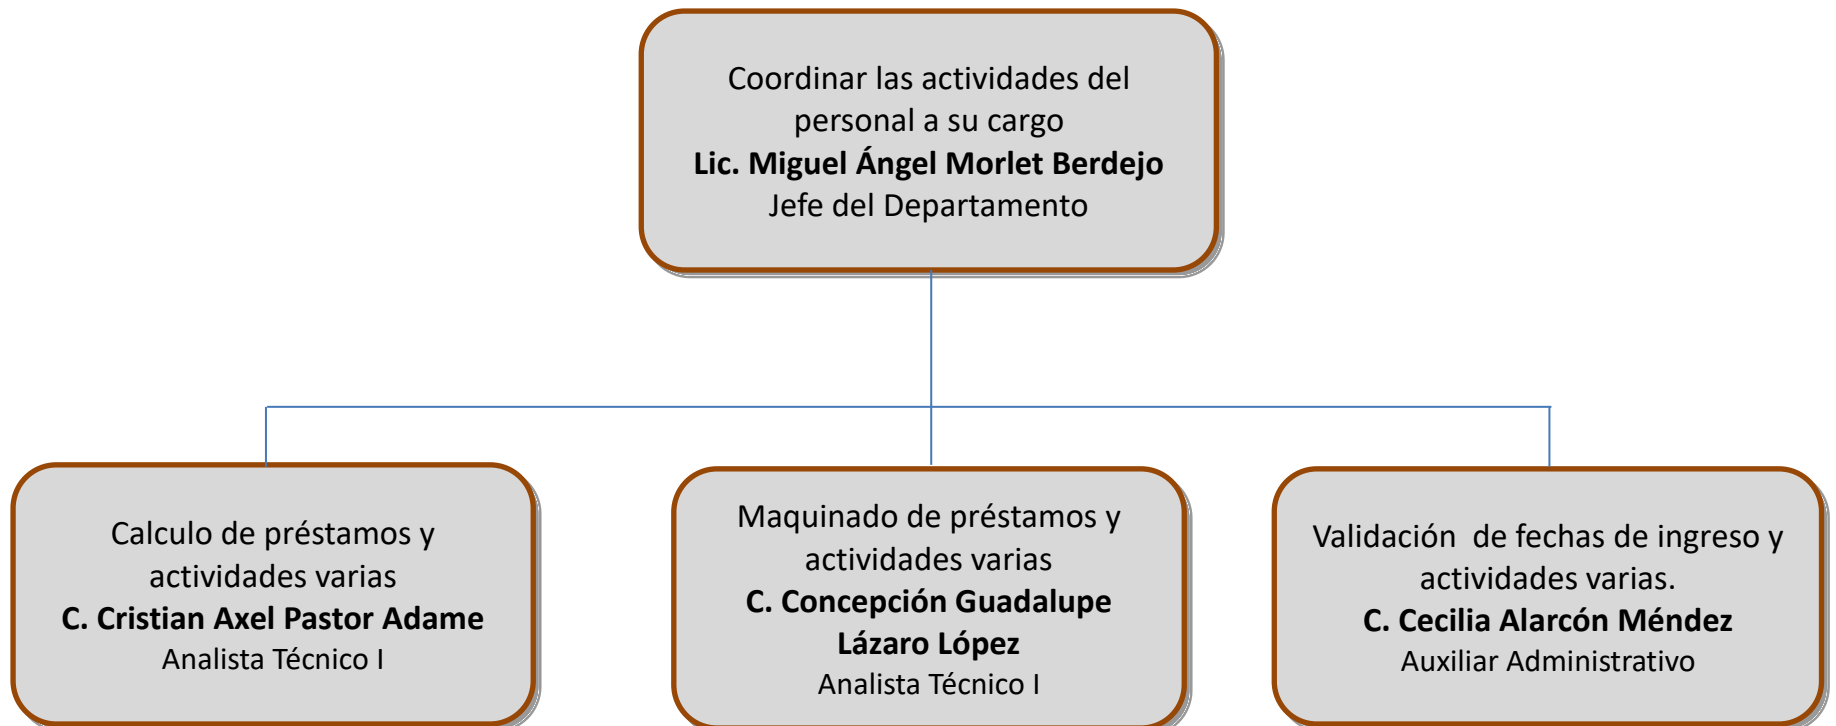 Coordinar las actividades del
personal a su cargo
Lic. Miguel Ángel Morlet Berdejo
Jefe del Departamento
Calculo de préstamos y
actividades varias
C. Cristian Axel Pastor Adame
Analista Técnico I
Maquinado de préstamos y
actividades varias
C. Concepción Guadalupe
Lázaro López
Analista Técnico I
Validación  de fechas de ingreso y
actividades varias.
C. Cecilia Alarcón Méndez
Auxiliar Administrativo